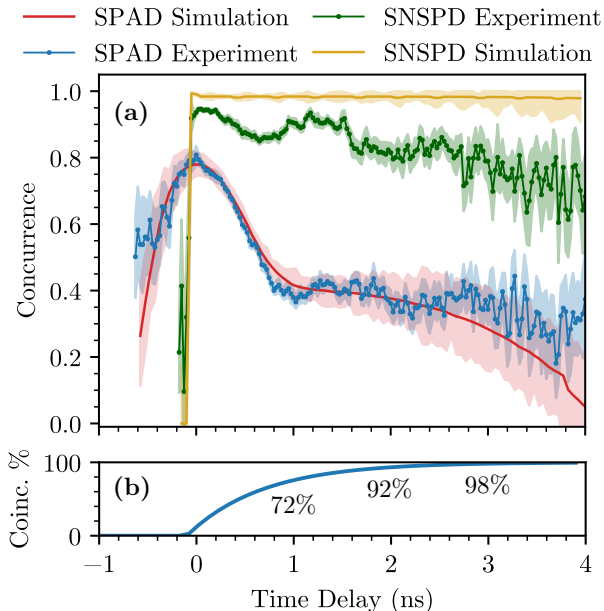 SPAD Simulation SNSPD Experiment
SPAD Experiment SNSPD Simulation
1.0
(a)
0.8
0.6
0.4
0.2
0.0
Concurrence
100
(b)
72% 92% 98%
0
Coinc. %
−1 0 1 2 3 4
Time Delay (ns)